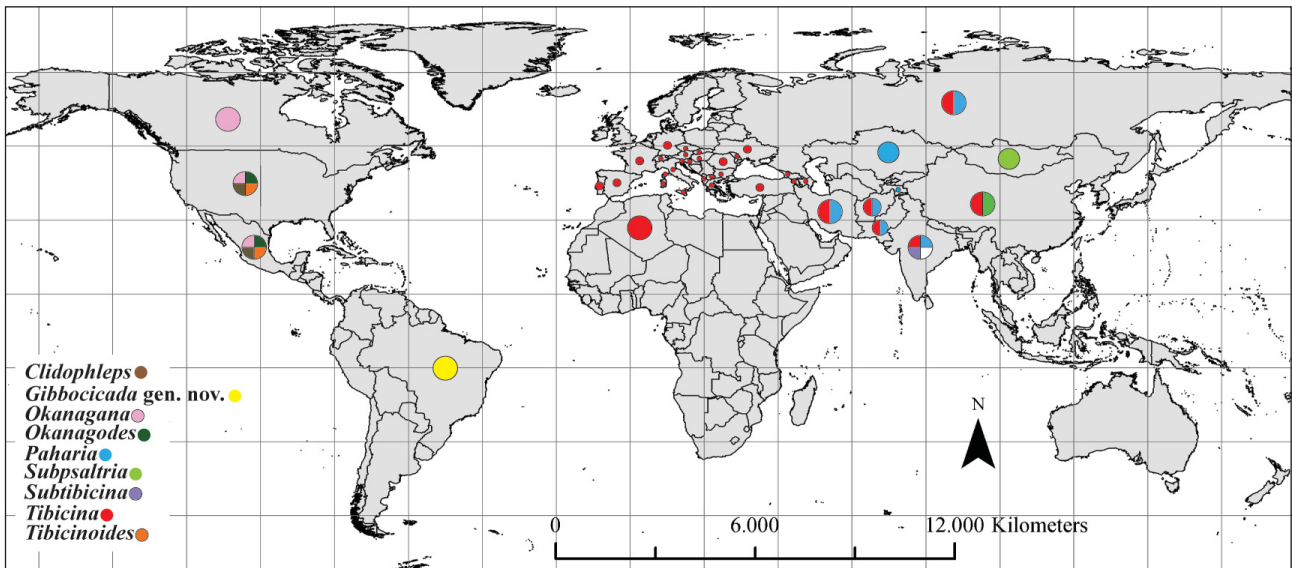 Clidophleps
Gibbocicada gen. nov.
Okanagana
Okanagodes
Paharia
Subpsaltria
Subtibicina
Tibicina
Tibicinoides
N
0 6.000 12.000 Kilometers